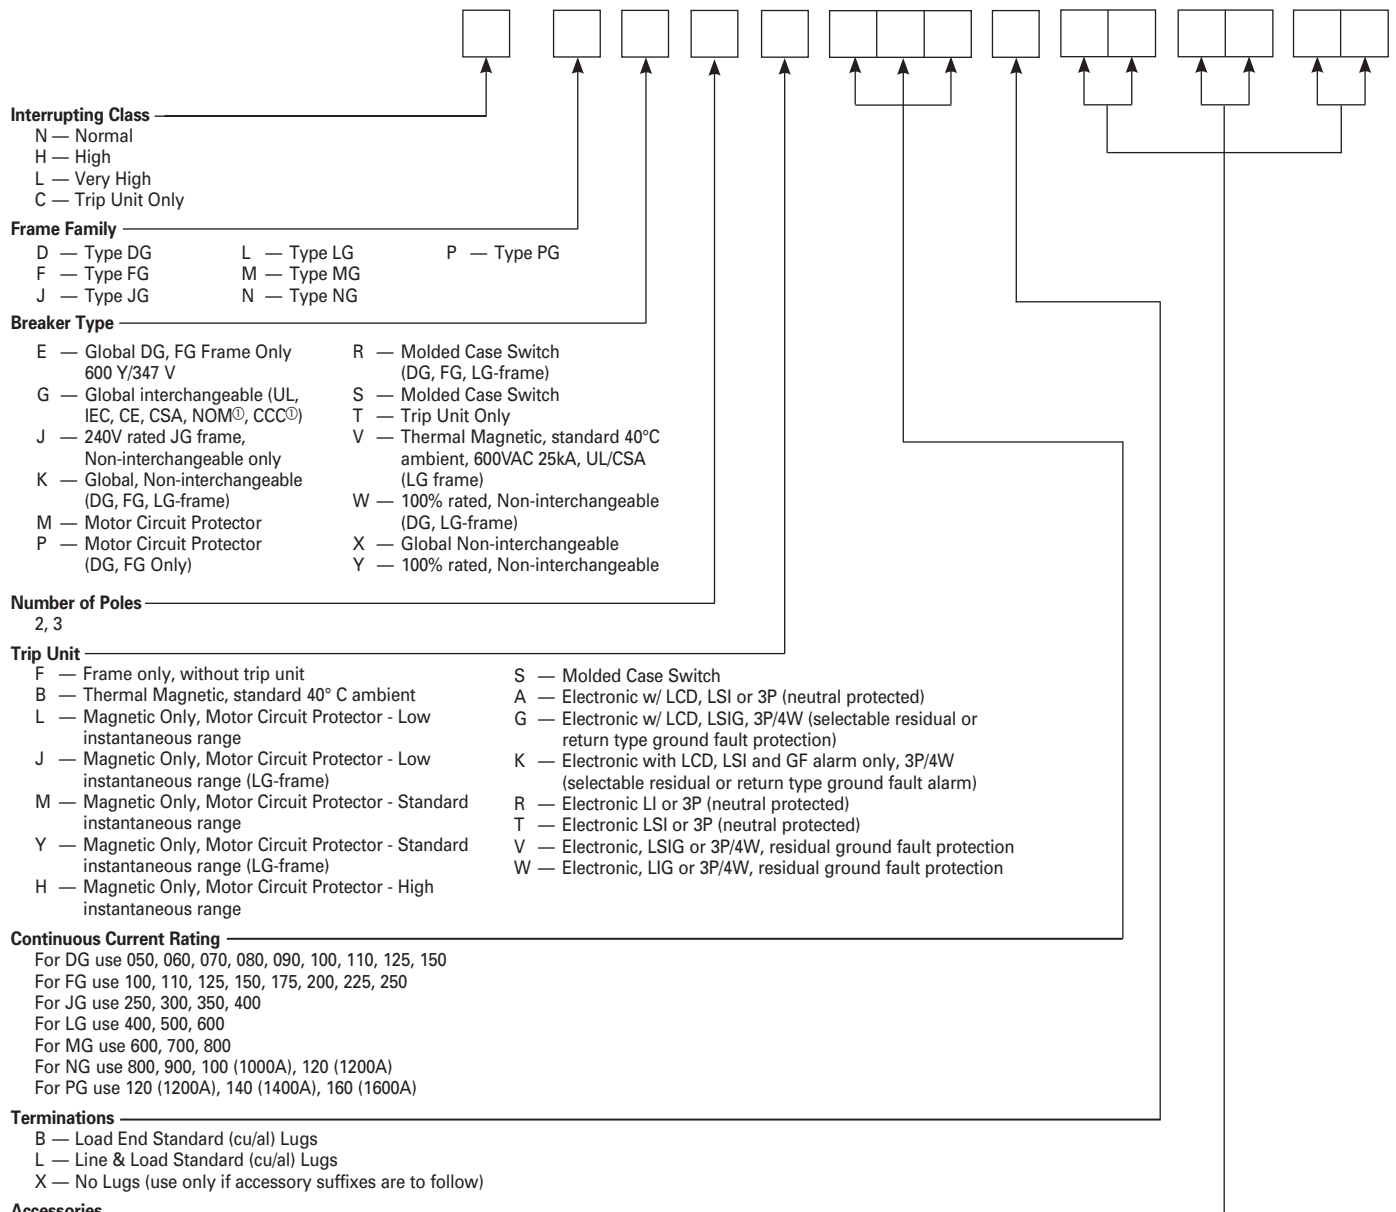 Interrupting Class
N — Normal
H — High
L — Very High
C — Trip Unit Only
Frame Family
D — Type DG
F — Type FG
J — Type JG
L — Type LG
M — Type MG
N — Type NG
P — Type PG
Breaker Type
E — Global DG, FG Frame Only
600 Y/347 V
G — Global interchangeable (UL,
IEC, CE, CSA, NOM①, CCC①)
J — 240V rated JG frame,
Non-interchangeable only
K — Global, Non-interchangeable
(DG, FG, LG-frame)
M — Motor Circuit Protector
P — Motor Circuit Protector
(DG, FG Only)
R — Molded Case Switch
(DG, FG, LG-frame)
S — Molded Case Switch
T — Trip Unit Only
V — Thermal Magnetic, standard 40°C
ambient, 600VAC 25kA, UL/CSA
(LG frame)
W — 100% rated, Non-interchangeable
(DG, LG-frame)
X — Global Non-interchangeable
Y — 100% rated, Non-interchangeable
Number of Poles
2, 3
Trip Unit
F — Frame only, without trip unit
B — Thermal Magnetic, standard 40° C ambient
L — Magnetic Only, Motor Circuit Protector - Low
instantaneous range
J — Magnetic Only, Motor Circuit Protector - Low
instantaneous range (LG-frame)
M — Magnetic Only, Motor Circuit Protector - Standard
instantaneous range
Y — Magnetic Only, Motor Circuit Protector - Standard
instantaneous range (LG-frame)
H — Magnetic Only, Motor Circuit Protector - High
instantaneous range
S — Molded Case Switch
A — Electronic w/ LCD, LSI or 3P (neutral protected)
G — Electronic w/ LCD, LSIG, 3P/4W (selectable residual or
return type ground fault protection)
K — Electronic with LCD, LSI and GF alarm only, 3P/4W
(selectable residual or return type ground fault alarm)
R — Electronic LI or 3P (neutral protected)
T — Electronic LSI or 3P (neutral protected)
V — Electronic, LSIG or 3P/4W, residual ground fault protection
W — Electronic, LIG or 3P/4W, residual ground fault protection
Continuous Current Rating
For DG use 050, 060, 070, 080, 090, 100, 110, 125, 150
For FG use 100, 110, 125, 150, 175, 200, 225, 250
For JG use 250, 300, 350, 400
For LG use 400, 500, 600
For MG use 600, 700, 800
For NG use 800, 900, 100 (1000A), 120 (1200A)
For PG use 120 (1200A), 140 (1400A), 160 (1600A)
Terminations
B — Load End Standard (cu/al) Lugs
L — Line & Load Standard (cu/al) Lugs
X — No Lugs (use only if accessory suffixes are to follow)
Accessories